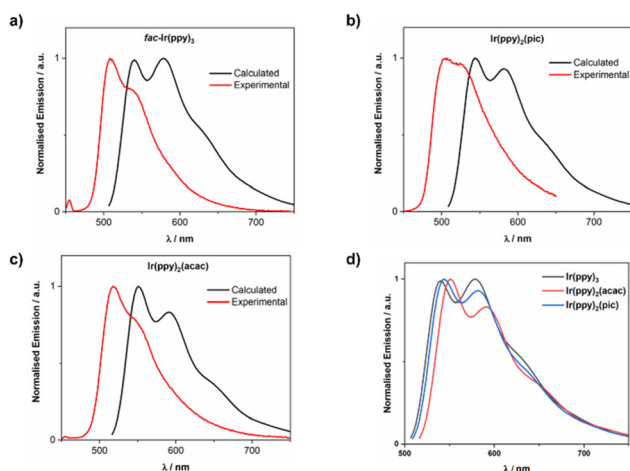 a)
fac-Ir(ppy)3
Calculated
Experimental
Normalised Emission / a.u.
1
0
500
600
700
λ / nm
b)
Ir(ppy)2(pic)
Calculated
Experimental
Normalised Emission / a.u.
1
0
400
500
600
700
λ / nm
c)
Ir(ppy)2(acac)
Calculated
Experimental
Normalised Emission / a.u.
1
0
500
600
700
λ / nm
d)
Ir(ppy)3
Ir(ppy)2(acac)
Ir(ppy)2(pic)
Normalised Emission / a.u.
1
0
500
550
600
650
700
λ / nm